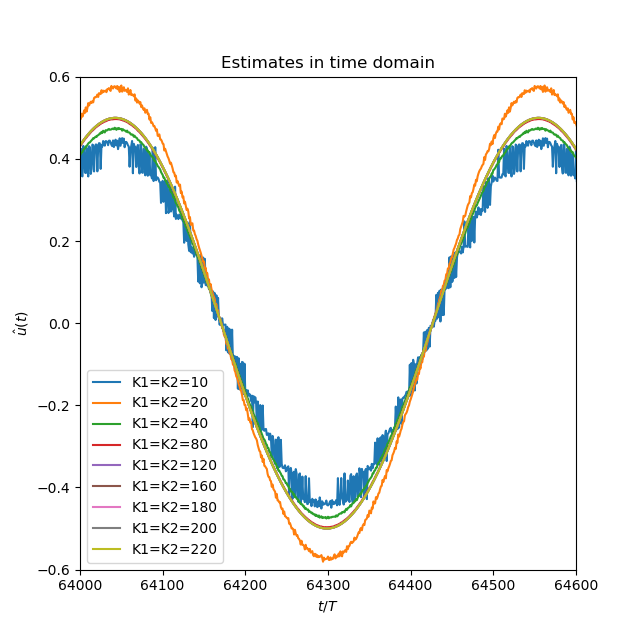 Estimates in time domain
0.6
0.4
0.2
0.0
−0.2
−0.4
−0.6
û(t)
K1=K2=10
K1=K2=20
K1=K2=40
K1=K2=80
K1=K2=120
K1=K2=160
K1=K2=180
K1=K2=200
K1=K2=220
64000 64100 64200 64300 64400 64500 64600
t/T